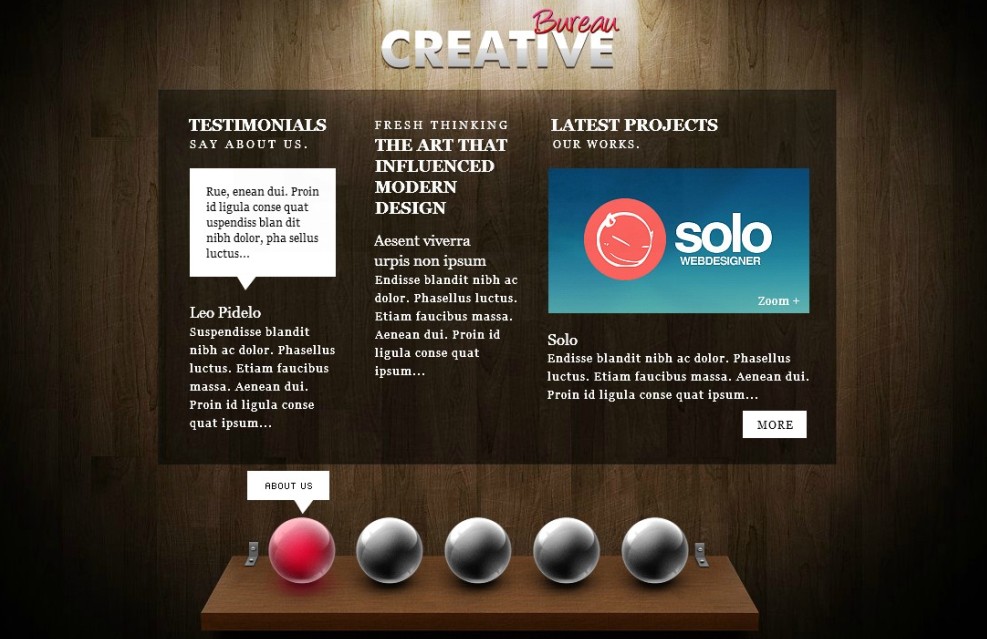 Bureau
CREATIVE
TESTIMONIALS
SAY ABOUT US.
Rue, enean dui. Proin
id ligula conse quat
uspendiss blan dit
nibh dolor, pha sellus
luctus...
Leo Pidelo
Suspendisse blandit
nibh ac dolor. Phasellus
luctus. Etiam faucibus
massa. Aenean dui.
Proin id ligula conse
quat ipsum...
FRESH THINKING
THE ART THAT
INFLUENCED
MODERN
DESIGN
Aesent viverra
urpis non ipsum
Endisse blandit nibh ac
dolor. Phasellus luctus.
Etiam faucibus massa.
Aenean dui. Proin id
ligula conse quat
ipsum...
LATEST PROJECTS
OUR WORKS.
solo
WEBDESIGNER
Zoom +
Solo
Endisse blandit nibh ac dolor. Phasellus
luctus. Etiam faucibus massa. Aenean dui.
Proin id ligula conse quat ipsum...
MORE
ABOUT US